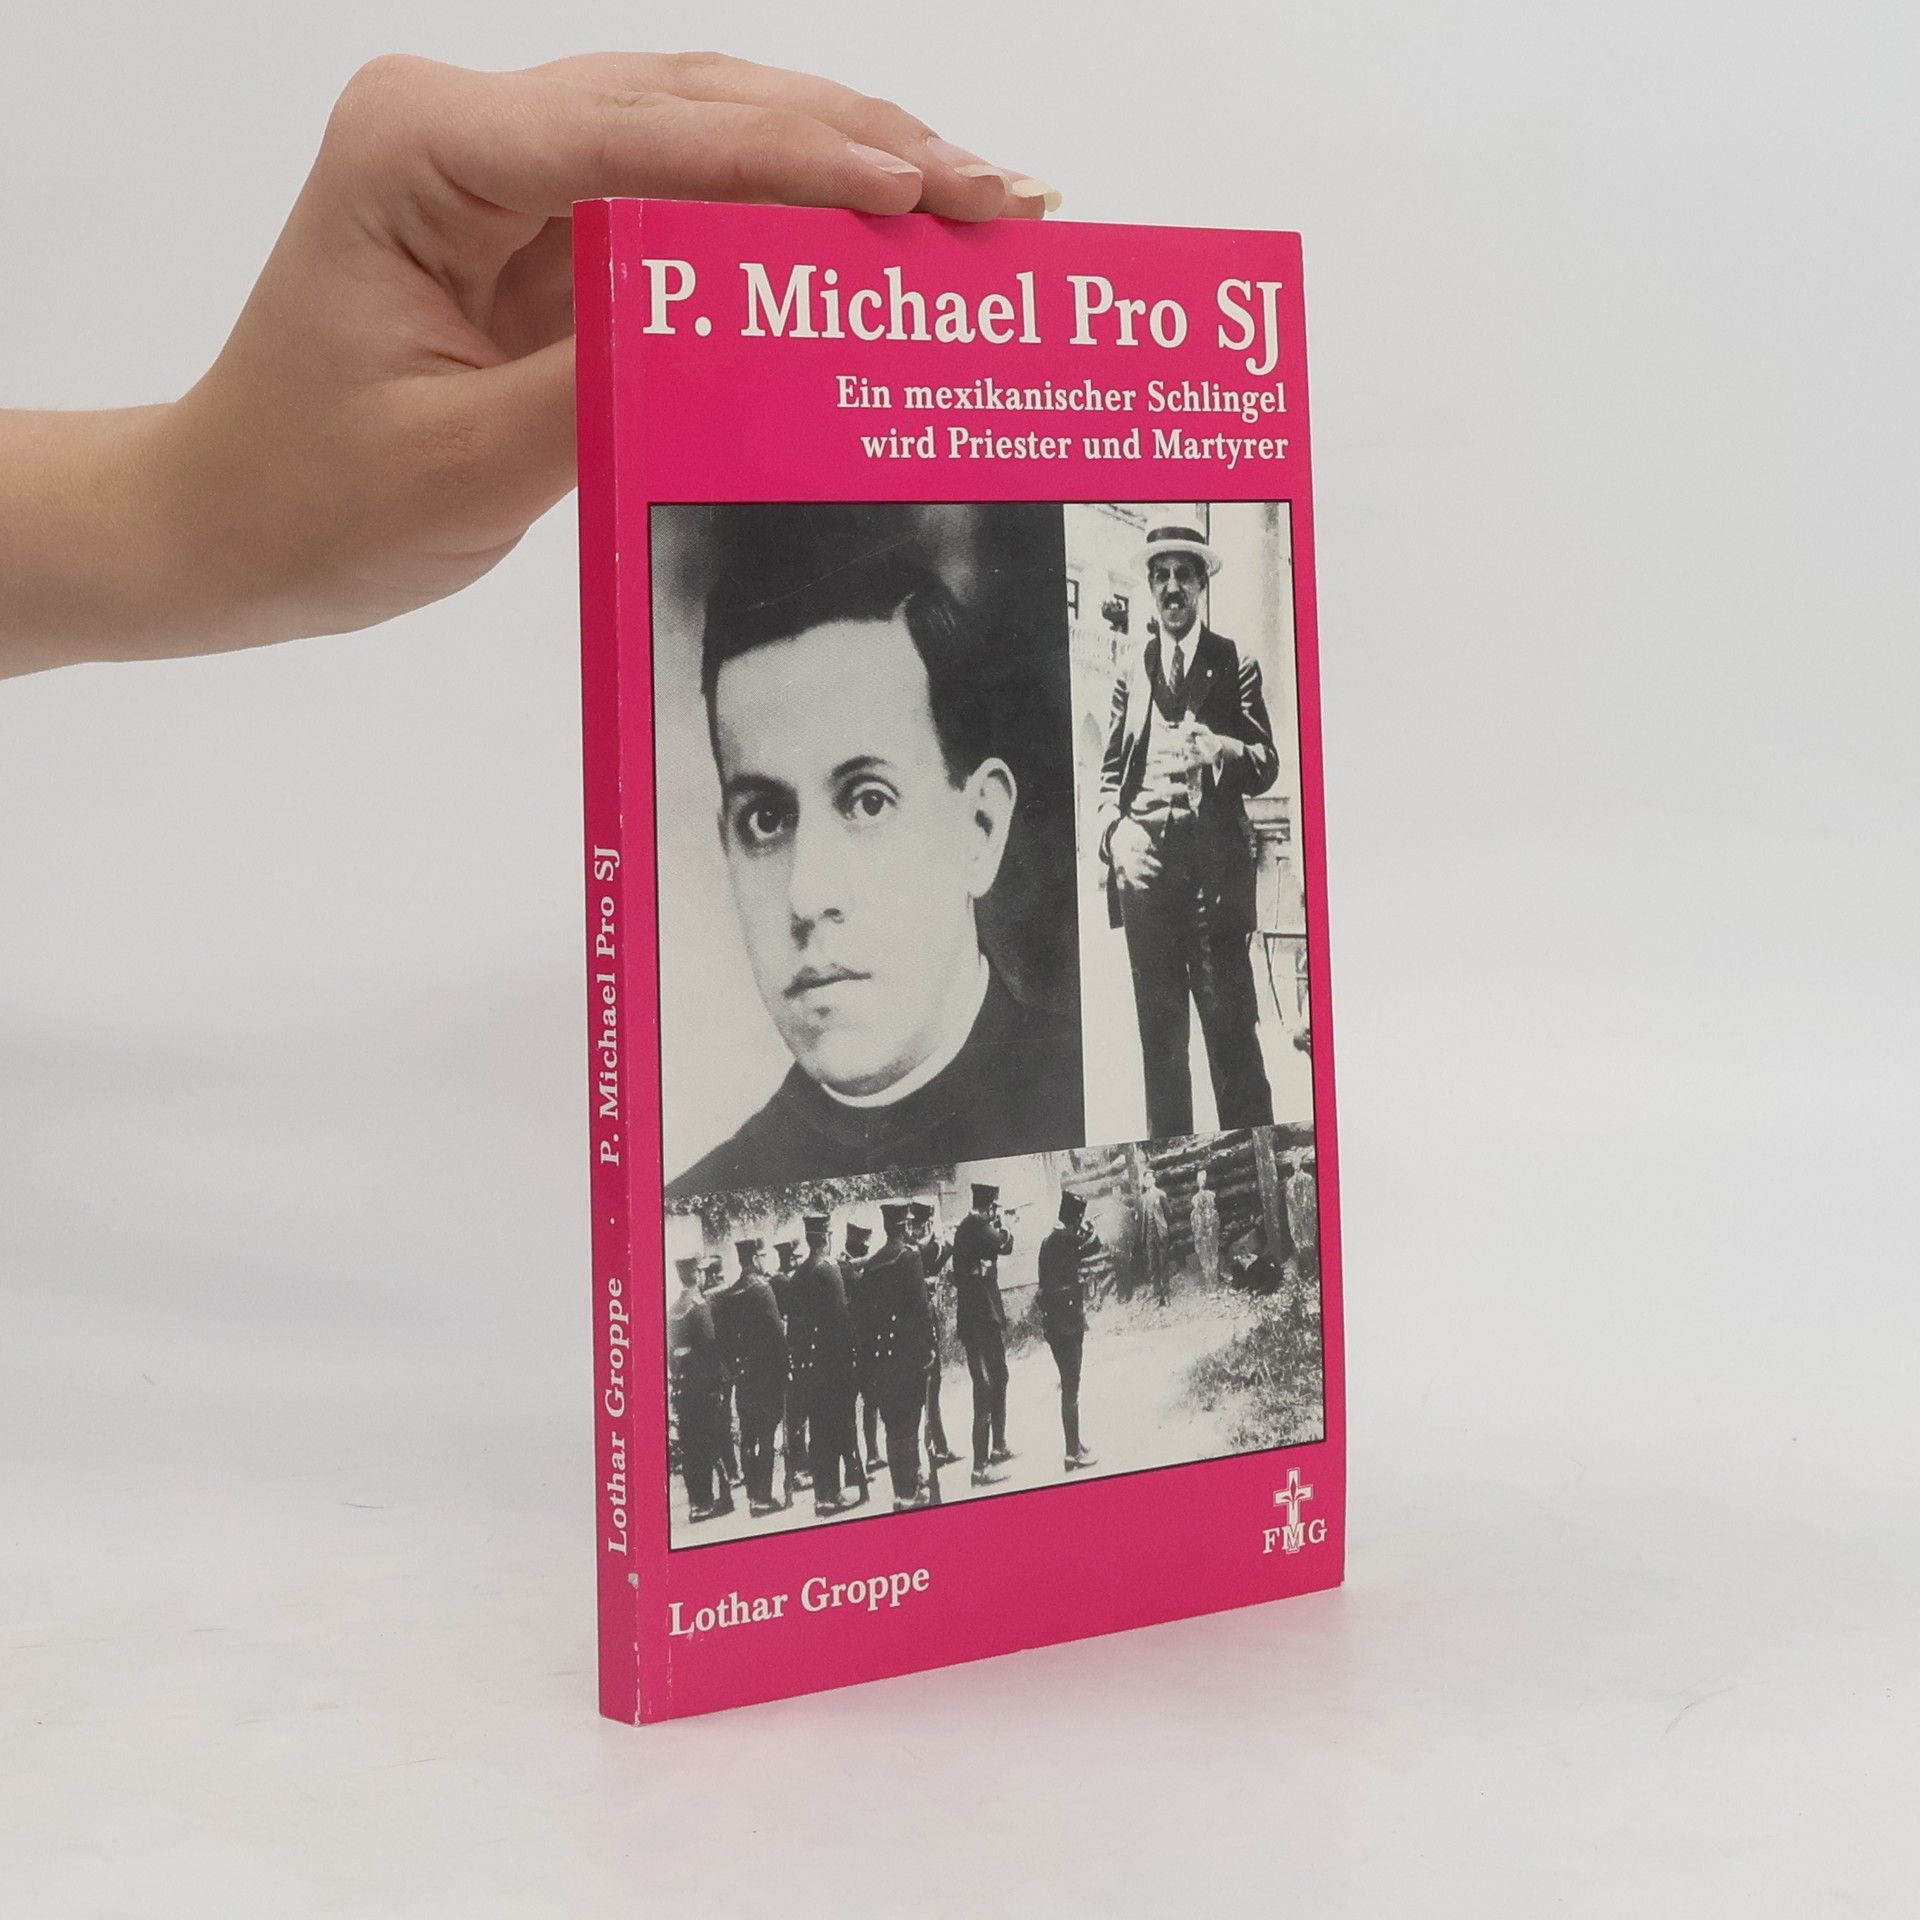 P. Michael Pro SJ
Ein mexikanischer Schlingel
wird Priester und Martyrer
FMG
Lothar Groppe
Lothar Groppe · P. Michael Pro SJ